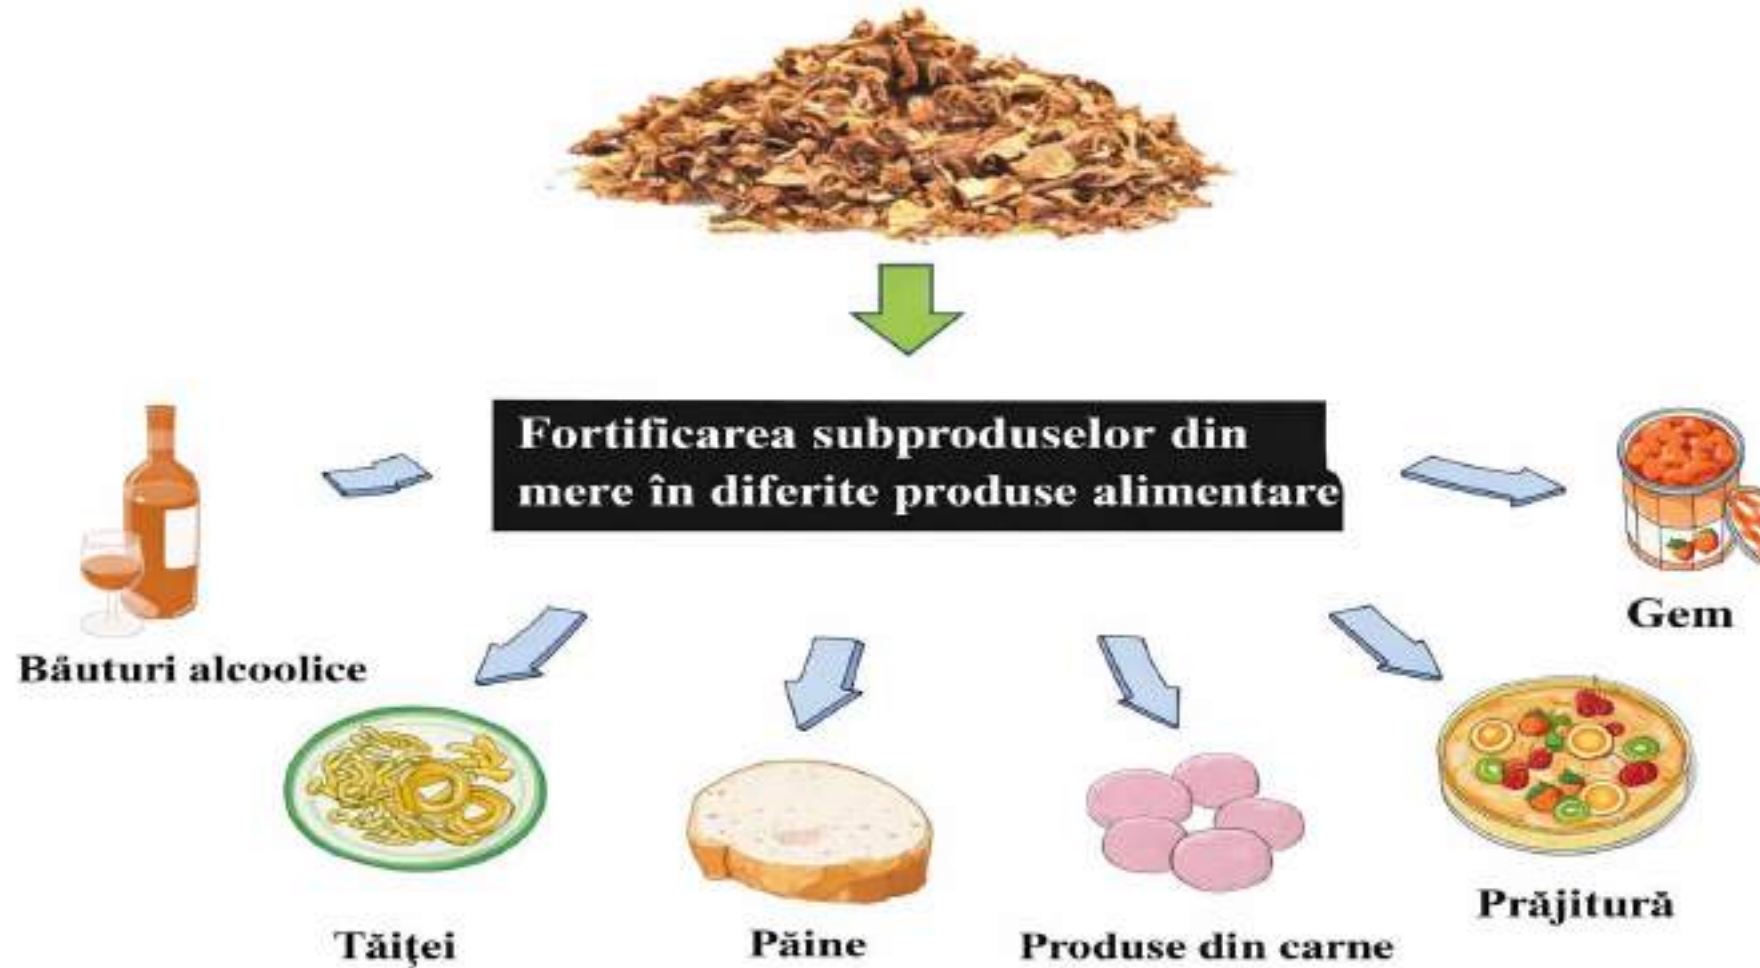 Fortificarea subproduselor din
mere în diferite produse alimentare
Gem
Băuturi alcoolice
Prăjitură
Tăiţei
Păine
Produse din carne